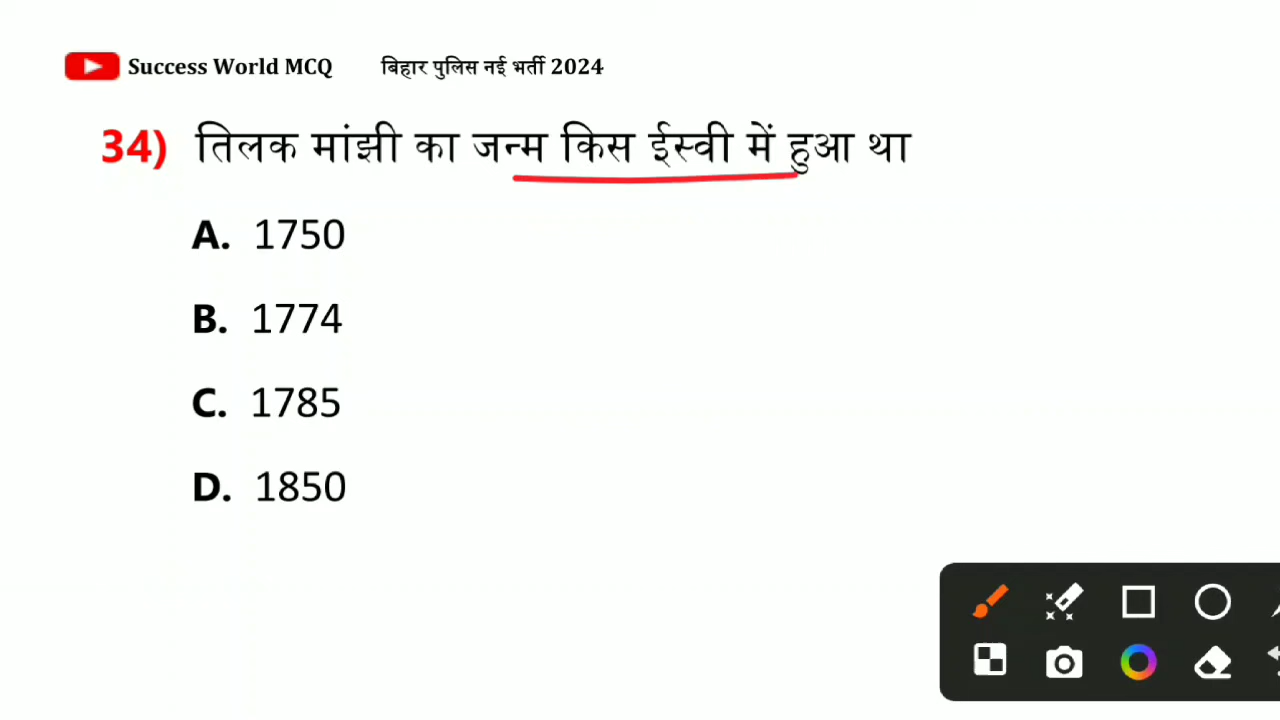 Success World MCQ बिहार पुलिस नई भर्ती 2024
34) तिलक मांझी का जन्म किस ईस्वी में हुआ था
A. 1750
B. 1774
C. 1785
D. 1850